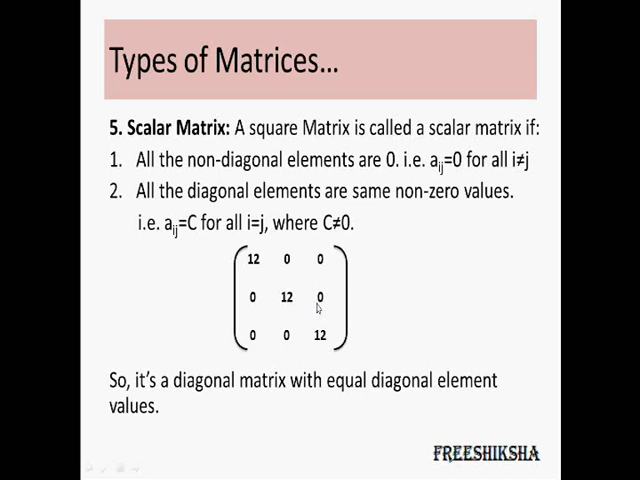 Types of Matrices...
5. Scalar Matrix: A square Matrix is called a scalar matrix if:
1. All the non-diagonal elements are 0. i.e. aij=0 for all i≠j
2. All the diagonal elements are same non-zero values.
i.e. aij=C for all i=j, where C≠0.
12 0 0
0 12 0
0 0 12
So, it's a diagonal matrix with equal diagonal element
values.
FREESHIKSHA